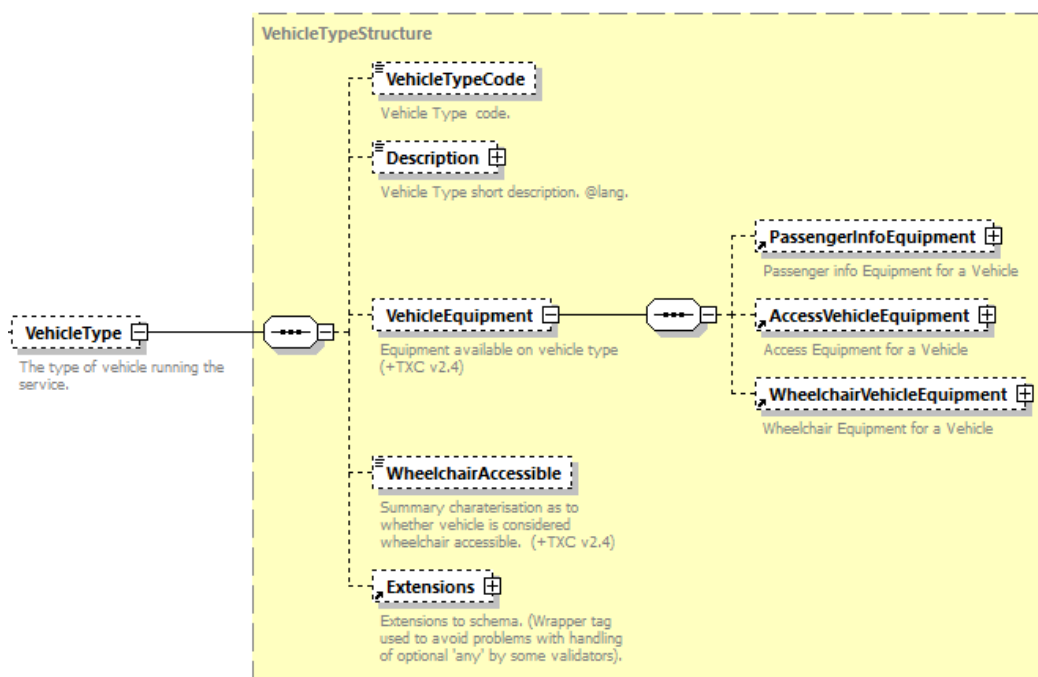 VehicleTypeStructure
VehicleTypeCode
Vehicle Type  code.
Description
Vehicle Type short description. @lang.
PassengerInfoEquipment
Passenger info Equipment for a Vehicle
VehicleType
The type of vehicle running the
service.
VehicleEquipment
Equipment available on vehicle type
(+TXC v2.4)
AccessVehicleEquipment
Access Equipment for a Vehicle
WheelchairVehicleEquipment
Wheelchair Equipment for a Vehicle
WheelchairAccessible
Summary charaterisation as to
whether vehicle is considered
wheelchair accessible.  (+TXC v2.4)
Extensions
Extensions to schema. (Wrapper tag
used to avoid problems with handling
of optional 'any' by some validators).